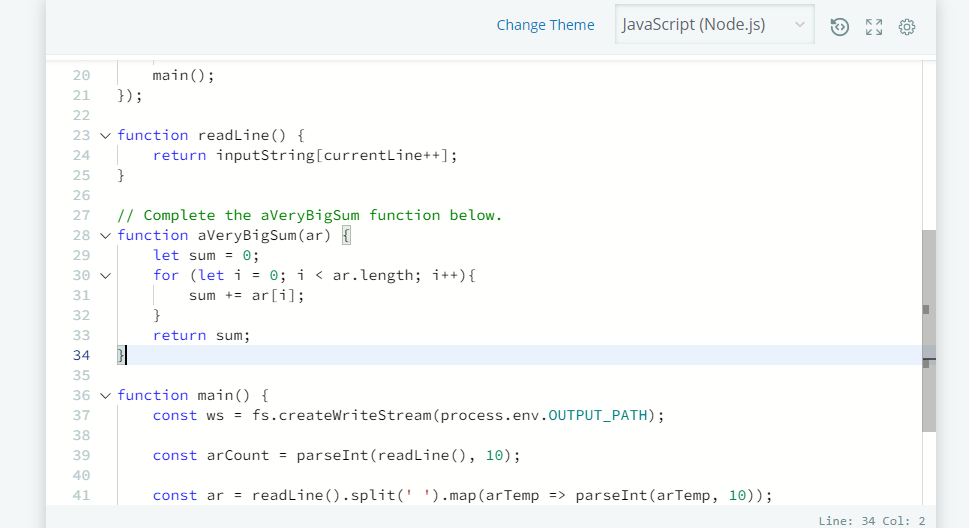 Change Theme JavaScript (Node.js)
20 main();
21 });
22
23 function readLine() {
24 return inputString[currentLine++];
25 }
26
27 // Complete the aVeryBigSum function below.
28 function aVeryBigSum(ar) {
29 let sum = 0;
30 for (let i = 0; i < ar.length; i++){
31 sum += ar[i];
32 }
33 return sum;
34 }
35
36 function main() {
37 const ws = fs.createWriteStream(process.env.OUTPUT_PATH);
38
39 const arCount = parseInt(readLine(), 10);
40
41 const ar = readLine().split(' ').map(arTemp => parseInt(arTemp, 10));
Line: 34 Col: 2